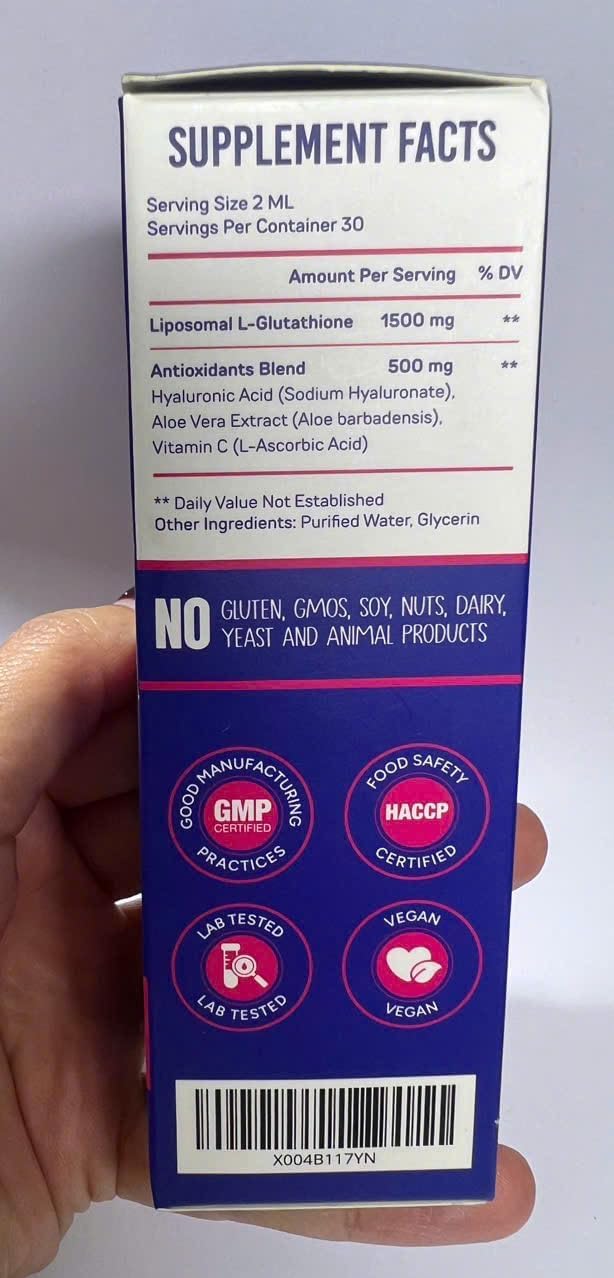 SUPPLEMENT FACTS
Serving Size 2 ML
Servings Per Container 30
Amount Per Serving % DV
Liposomal L-Glutathione 1500 mg **
Antioxidants Blend 500 mg **
Hyaluronic Acid (Sodium Hyaluronate),
Aloe Vera Extract (Aloe barbadensis),
Vitamin C (L-Ascorbic Acid)
** Daily Value Not Established
Other Ingredients: Purified Water, Glycerin
NO GLUTEN, GMOS, SOY, NUTS, DAIRY,
YEAST AND ANIMAL PRODUCTS
GOOD MANUFACTURING
GMP
CERTIFIED
PRACTICES
FOOD SAFETY
HACCP
CERTIFIED
LAB TESTED
LAB TESTED
VEGAN
VEGAN
X004B117YN